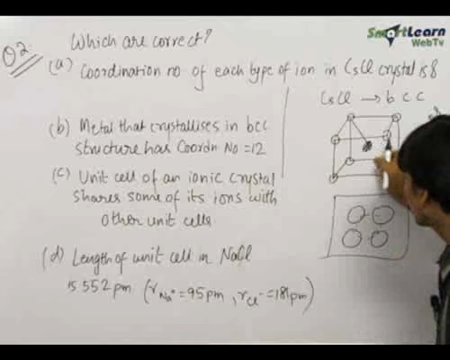 SmartLearn
WebTv
Q2.
Which are correct?
(a) Coordination no of each type of ion in CsCl crystal is 8
CsCl → bcc
(b) Metal that crystallises in bcc
structure has Coordn No = 12
(c) Unit cell of an ionic crystal
shares some of its ions with
other unit cells
(d) Length of unit cell in NaCl
is 552 pm (r Na⁺ = 95 pm, r Cl⁻ = 181 pm)